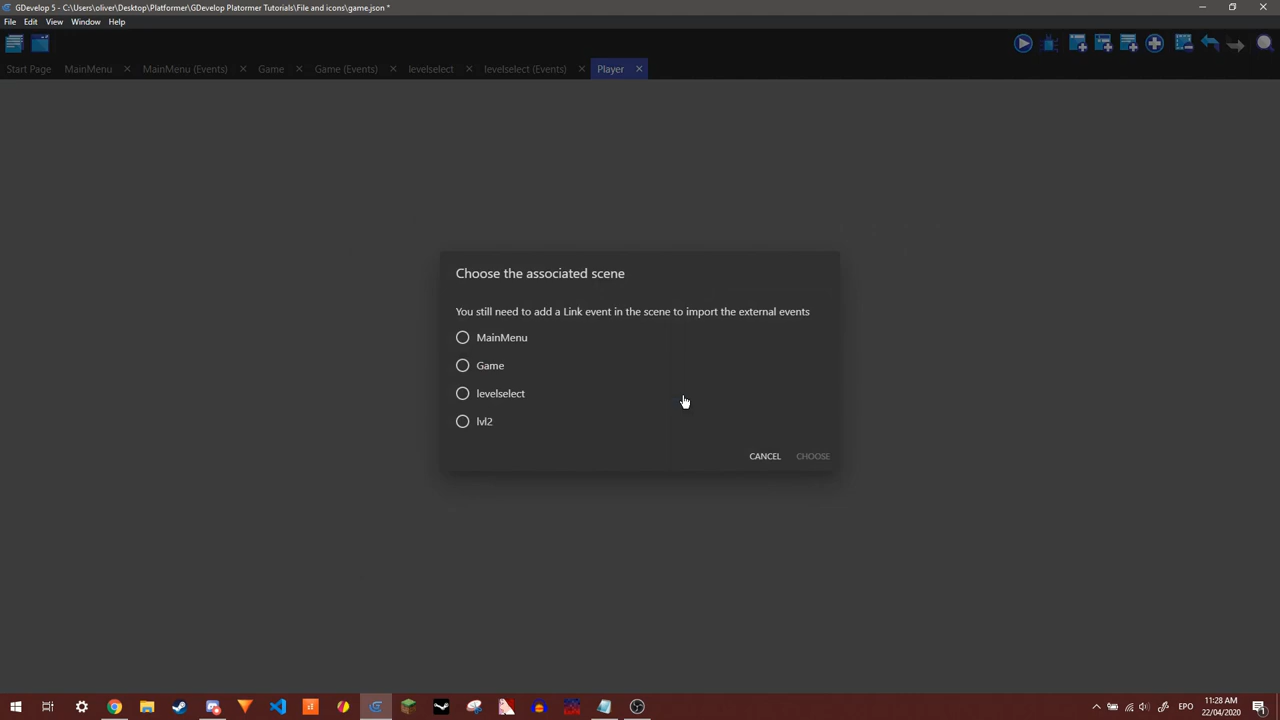 GDevelop 5 - C:\Users\oliver\Desktop\Platformer\GDevelop Platormer Tutorials\File and icons\game.json *
File Edit View Window Help
Start Page MainMenu MainMenu (Events) Game Game (Events) levelselect levelselect (Events) Player
Choose the associated scene
You still need to add a Link event in the scene to import the external events
MainMenu
Game
levelselect
lvl2
CANCEL CHOOSE
EPO
11:28 AM
22/04/2020